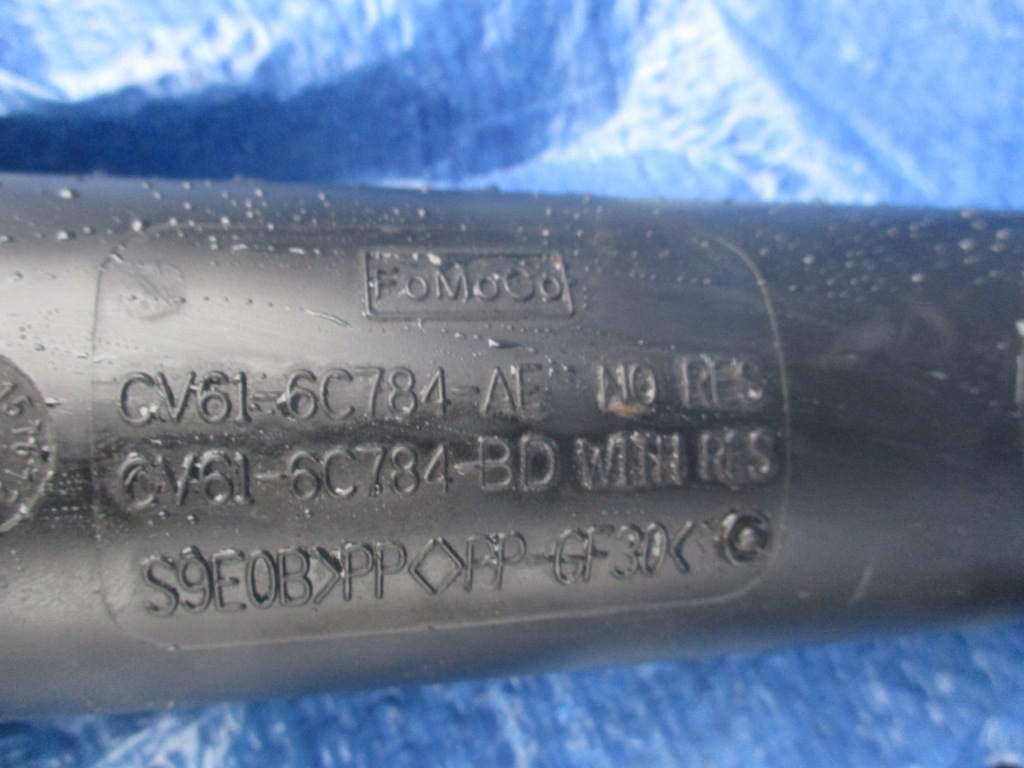 FoMoCo
CV61-6C784-AE NO RES
CV61-6C784-BD WITH RES
S9E0B>PP<>PP-GF30<